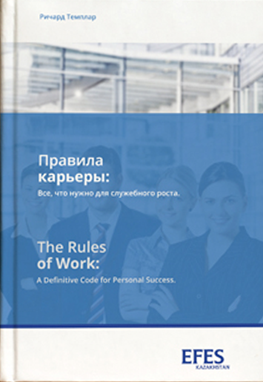 Ричард Темплар
Правила
карьеры:
Все, что нужно для служебного роста.
The Rules
of Work:
A Definitive Code for Personal Success.
EFES
KAZAKHSTAN